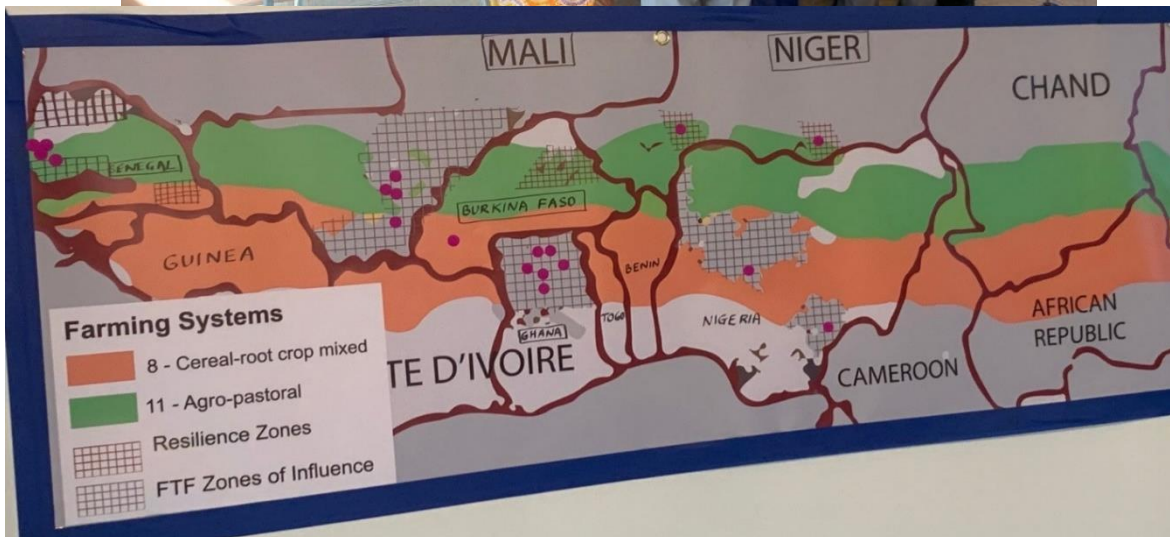 MALI
NIGER
CHAND
SENEGAL
BURKINA FASO
GUINEA
BENIN
TOGO
GHANA
NIGERIA
TE D'IVOIRE
CAMEROON
AFRICAN
REPUBLIC
Farming Systems
8 - Cereal-root crop mixed
11 - Agro-pastoral
Resilience Zones
FTF Zones of Influence